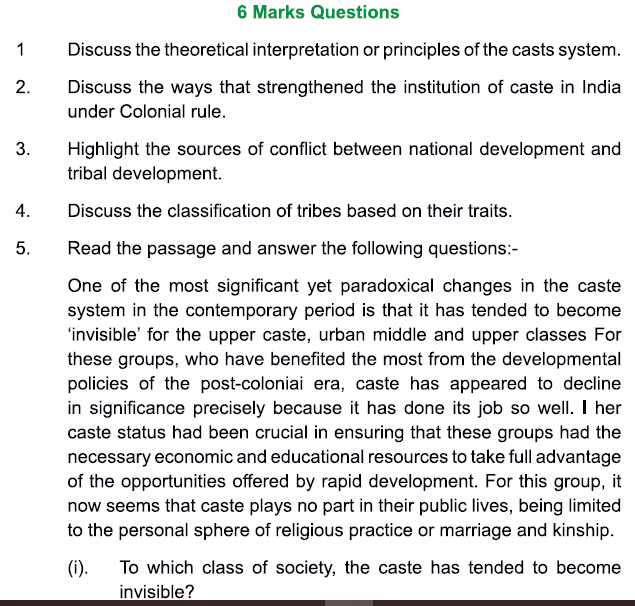 6 Marks Questions
1 Discuss the theoretical interpretation or principles of the casts system.
2. Discuss the ways that strengthened the institution of caste in India
under Colonial rule.
3. Highlight the sources of conflict between national development and
tribal development.
4. Discuss the classification of tribes based on their traits.
5. Read the passage and answer the following questions:-
One of the most significant yet paradoxical changes in the caste
system in the contemporary period is that it has tended to become
‘invisible’ for the upper caste, urban middle and upper classes For
these groups, who have benefited the most from the developmental
policies of the post-coloniai era, caste has appeared to decline
in significance precisely because it has done its job so well. I her
caste status had been crucial in ensuring that these groups had the
necessary economic and educational resources to take full advantage
of the opportunities offered by rapid development. For this group, it
now seems that caste plays no part in their public lives, being limited
to the personal sphere of religious practice or marriage and kinship.
(i). To which class of society, the caste has tended to become
invisible?